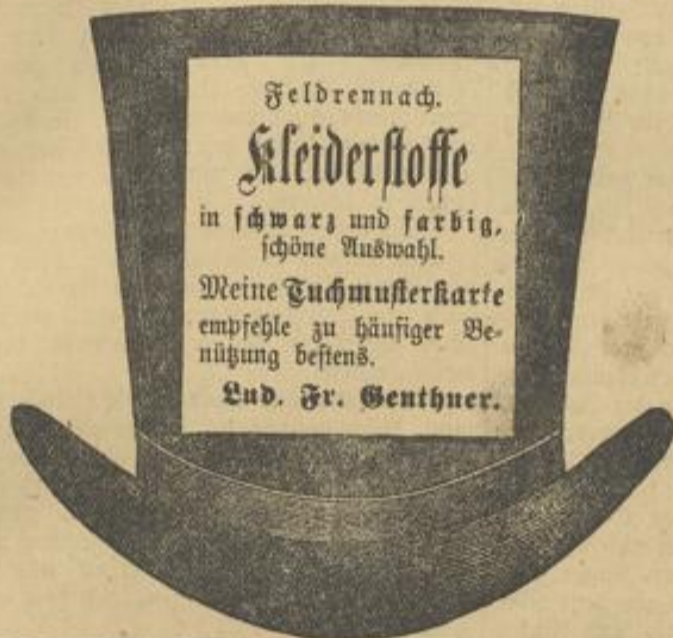 Feldrennach.
Kleiderstoffe
in schwarz und farbig,
schöne Auswahl.
Meine Tuchmusterkarte
empfehle zu häufiger Be-
nützung bestens.
Lud. Fr. Genthner.